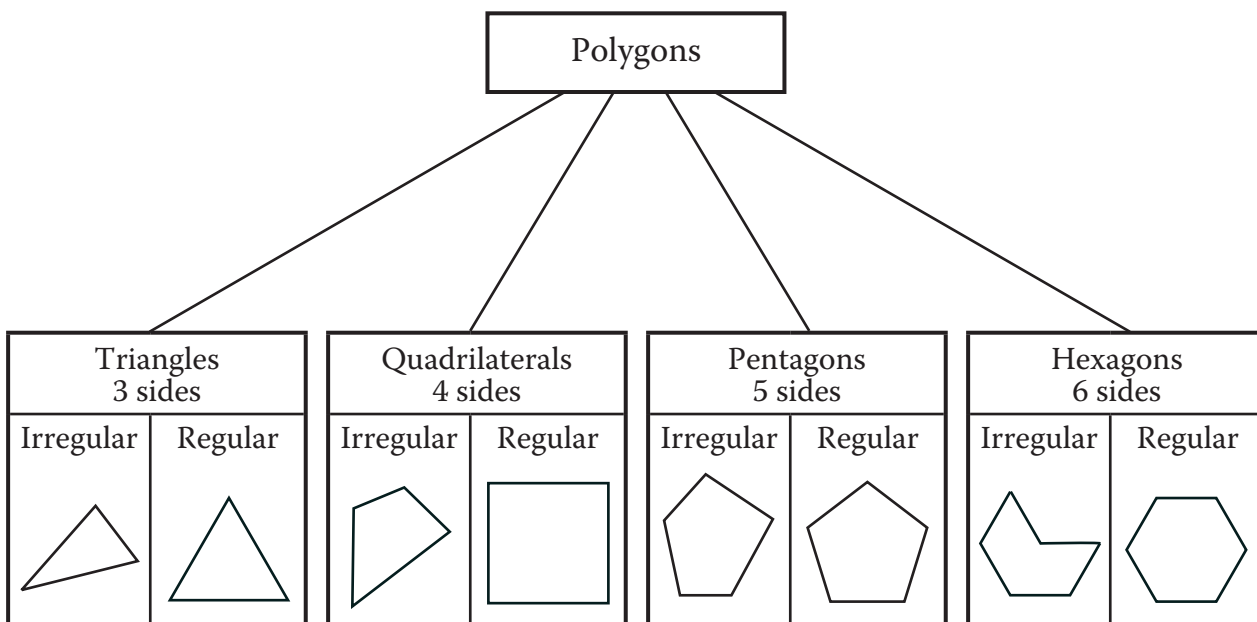 Polygons
Triangles
3 sides
Irregular
Regular
Quadrilaterals
4 sides
Irregular
Regular
Pentagons
5 sides
Irregular
Regular
Hexagons
6 sides
Irregular
Regular